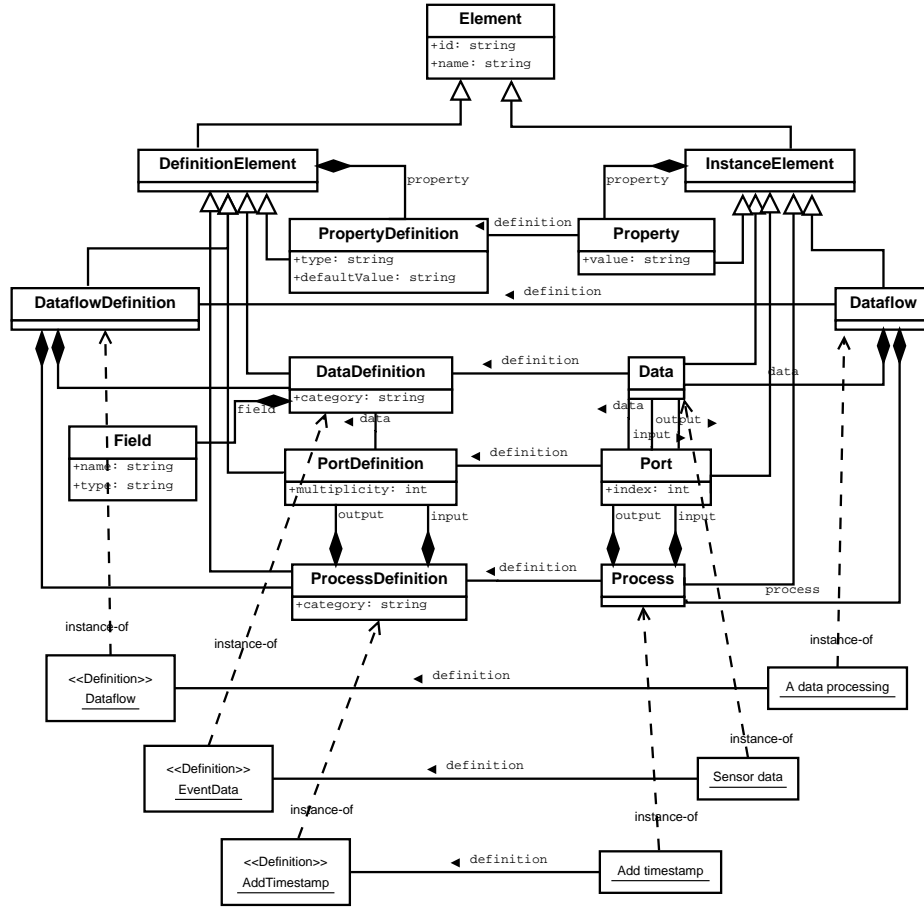 Element
+id: string
+name: string
DefinitionElement
InstanceElement
property
property
PropertyDefinition
+type: string
+defaultValue: string
◄ definition
Property
+value: string
DataflowDefinition
◄ definition
Dataflow
DataDefinition
+category: string
◄ definition
Data
data
field
◄ data
◄ data
output ►
input ►
Field
+name: string
+type: string
PortDefinition
+multiplicity: int
◄ definition
Port
+index: int
output
input
output
input
ProcessDefinition
+category: string
◄ definition
Process
process
instance-of
instance-of
instance-of
<<Definition>>
Dataflow
◄ definition
A data processing
instance-of
<<Definition>>
EventData
◄ definition
Sensor data
instance-of
instance-of
<<Definition>>
AddTimestamp
◄ definition
Add timestamp